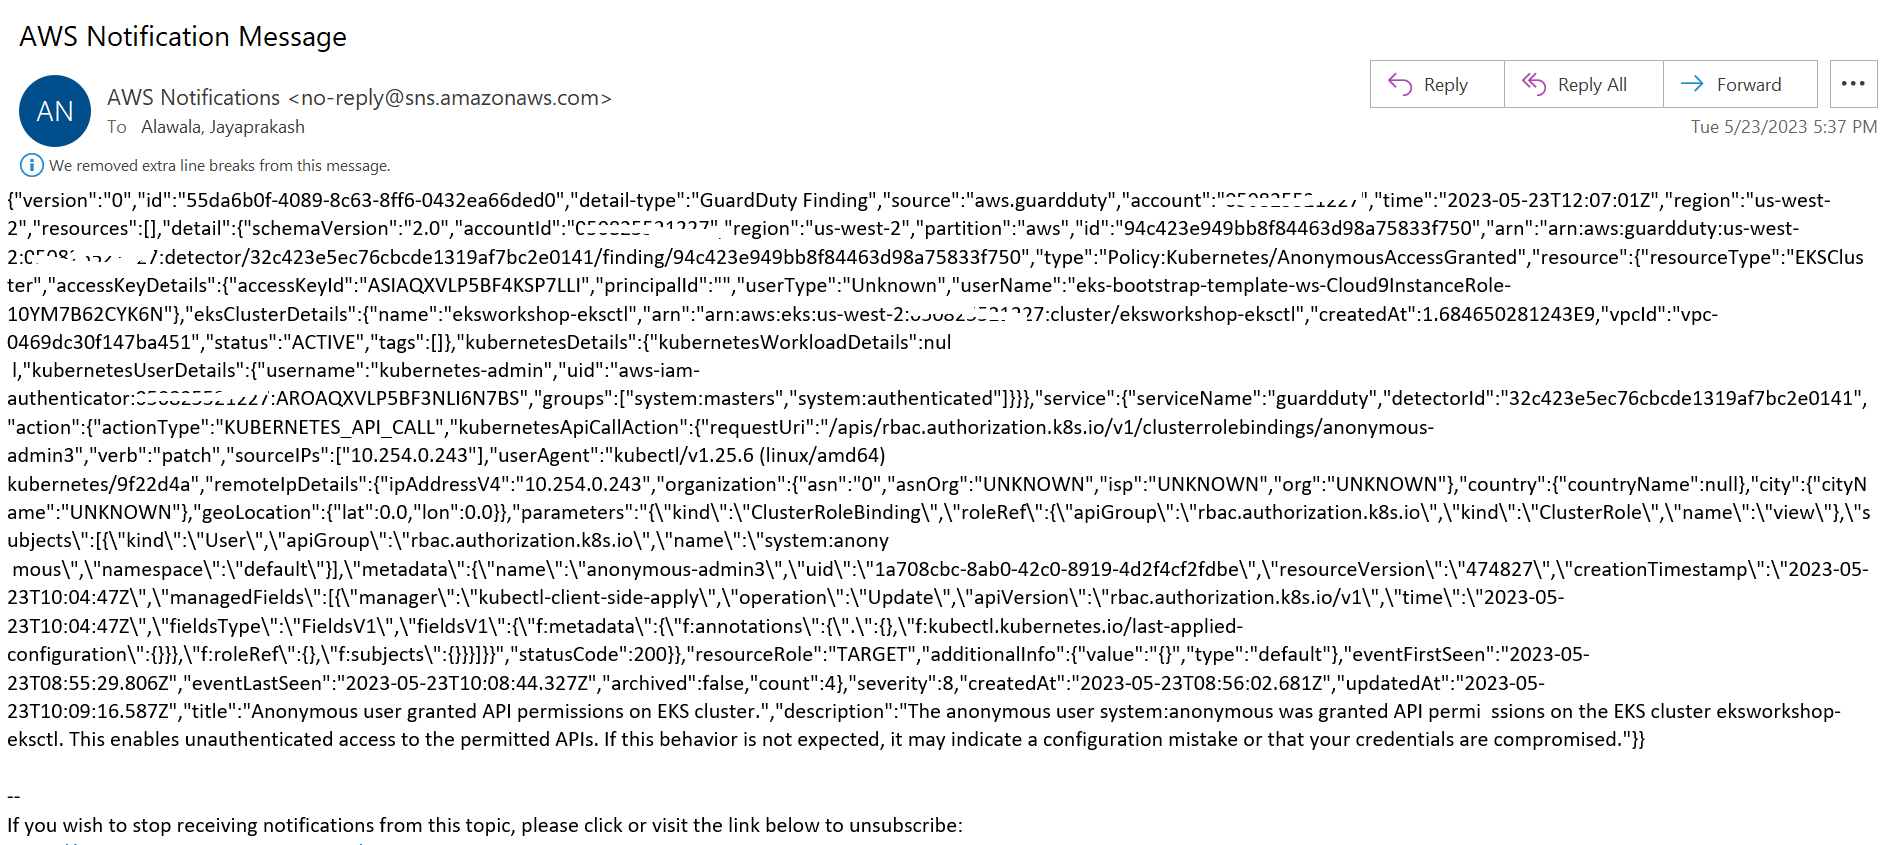 AWS Notification Message
AN
AWS Notifications <no-reply@sns.amazonaws.com>
To Alawala, Jayaprakash
Reply
Reply All
Forward
Tue 5/23/2023 5:37 PM
We removed extra line breaks from this message.
{"version":"0","id":"55da6b0f-4089-8c63-8ff6-0432ea66ded0","detail-type":"GuardDuty Finding","source":"aws.guardduty","account":" ","time":"2023-05-23T12:07:01Z","region":"us-west-
2","resources":[],"detail":{"schemaVersion":"2.0","accountId":" "region":"us-west-2","partition":"aws","id":"94c423e949bb8f84463d98a75833f750","arn":"arn:aws:guardduty:us-west-
2: :detector/32c423e5ec76cbcde1319af7bc2e0141/finding/94c423e949bb8f84463d98a75833f750","type":"Policy:Kubernetes/AnonymousAccessGranted","resource":{"resourceType":"EKSClus
ter","accessKeyDetails":{"accessKeyId":"ASIAQXVLP5BF4KSP7LLI","principalId":"","userType":"Unknown","userName":"eks-bootstrap-template-ws-Cloud9InstanceRole-
10YM7B62CYK6N"},"eksClusterDetails":{"name":"eksworkshop-eksctl","arn":"arn:aws:eks:us-west-2: :cluster/eksworkshop-eksctl","createdAt":1.684650281243E9,"vpcId":"vpc-
0469dc30f147ba451","status":"ACTIVE","tags":[]},"kubernetesDetails":{"kubernetesWorkloadDetails":nul
l,"kubernetesUserDetails":{"username":"kubernetes-admin","uid":"aws-iam-
authenticator: :AROAQXVLP5BF3NLI6N7BS","groups":["system:masters","system:authenticated"]}}},"service":{"serviceName":"guardduty","detectorId":"32c423e5ec76cbcde1319af7bc2e0141",
"action":{"actionType":"KUBERNETES_API_CALL","kubernetesApiCallAction":{"requestUri":"/apis/rbac.authorization.k8s.io/v1/clusterrolebindings/anonymous-
admin3","verb":"patch","sourceIPs":["10.254.0.243"],"userAgent":"kubectl/v1.25.6 (linux/amd64)
kubernetes/9f22d4a","remoteIpDetails":{"ipAddressV4":"10.254.0.243","organization":{"asn":"0","asnOrg":"UNKNOWN","isp":"UNKNOWN","org":"UNKNOWN"},"country":{"countryName":null},"city":{"cityN
ame":"UNKNOWN"},"geoLocation":{"lat":0.0,"lon":0.0}},"parameters":"{\"kind\":\"ClusterRoleBinding\",\"roleRef\":{\"apiGroup\":\"rbac.authorization.k8s.io\",\"kind\":\"ClusterRole\",\"name\":\"view\"},\"s
ubjects\":[{\"kind\":\"User\",\"apiGroup\":\"rbac.authorization.k8s.io\",\"name\":\"system:anony
mous\",\"namespace\":\"default\"}],\"metadata\":{\"name\":\"anonymous-admin3\",\"uid\":\"1a708cbc-8ab0-42c0-8919-4d2f4cf2fdbe\",\"resourceVersion\":\"474827\",\"creationTimestamp\":\"2023-05-
23T10:04:47Z\",\"managedFields\":[{\"manager\":\"kubectl-client-side-apply\",\"operation\":\"Update\",\"apiVersion\":\"rbac.authorization.k8s.io/v1\",\"time\":\"2023-05-
23T10:04:47Z\",\"fieldsType\":\"FieldsV1\",\"fieldsV1\":{\"f:metadata\":{\"f:annotations\":{\".\":{},\"f:kubectl.kubernetes.io/last-applied-
configuration\":{}}},\"f:roleRef\":{},\"f:subjects\":{}}}]}}","statusCode":200}},"resourceRole":"TARGET","additionalInfo":{"value":"{}","type":"default"},"eventFirstSeen":"2023-05-
23T08:55:29.806Z","eventLastSeen":"2023-05-23T10:08:44.327Z","archived":false,"count":4},"severity":8,"createdAt":"2023-05-23T08:56:02.681Z","updatedAt":"2023-05-
23T10:09:16.587Z","title":"Anonymous user granted API permissions on EKS cluster.","description":"The anonymous user system:anonymous was granted API permi ssions on the EKS cluster eksworkshop-
eksctl. This enables unauthenticated access to the permitted APIs. If this behavior is not expected, it may indicate a configuration mistake or that your credentials are compromised."}}
--
If you wish to stop receiving notifications from this topic, please click or visit the link below to unsubscribe: